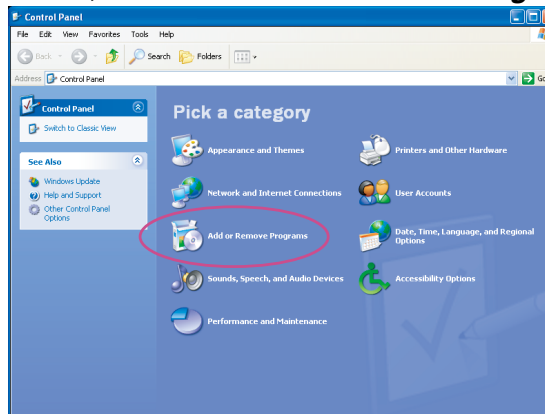 Control Panel
File Edit View Favorites Tools Help
Back Search Folders
Address Control Panel
Control Panel
Switch to Classic View
See Also
Windows Update
Help and Support
Other Control Panel
Options
Pick a category
Appearance and Themes
Printers and Other Hardware
Network and Internet Connections
User Accounts
Add or Remove Programs
Date, Time, Language, and Regional
Options
Sounds, Speech, and Audio Devices
Accessibility Options
Performance and Maintenance